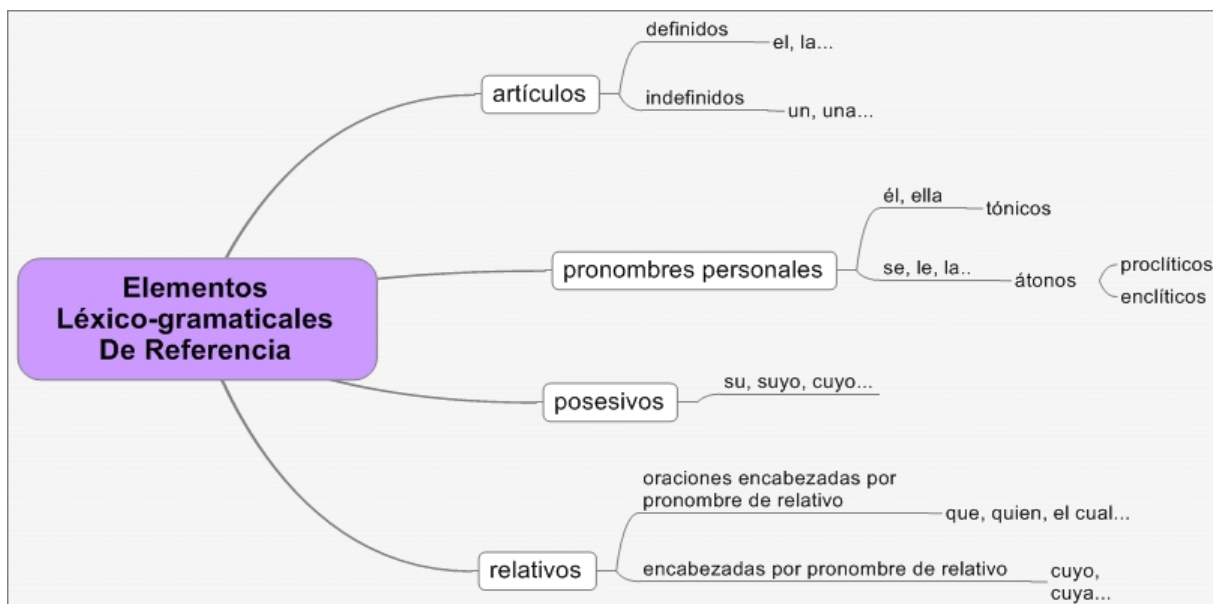 Elementos
Léxico-gramaticales
De Referencia
artículos
definidos
el, la...
indefinidos
un, una...
pronombres personales
él, ella
tónicos
se, le, la..
átonos
proclíticos
enclíticos
posesivos
su, suyo, cuyo...
relativos
oraciones encabezadas por
pronombre de relativo
que, quien, el cual...
encabezadas por pronombre de relativo
cuyo,
cuya...